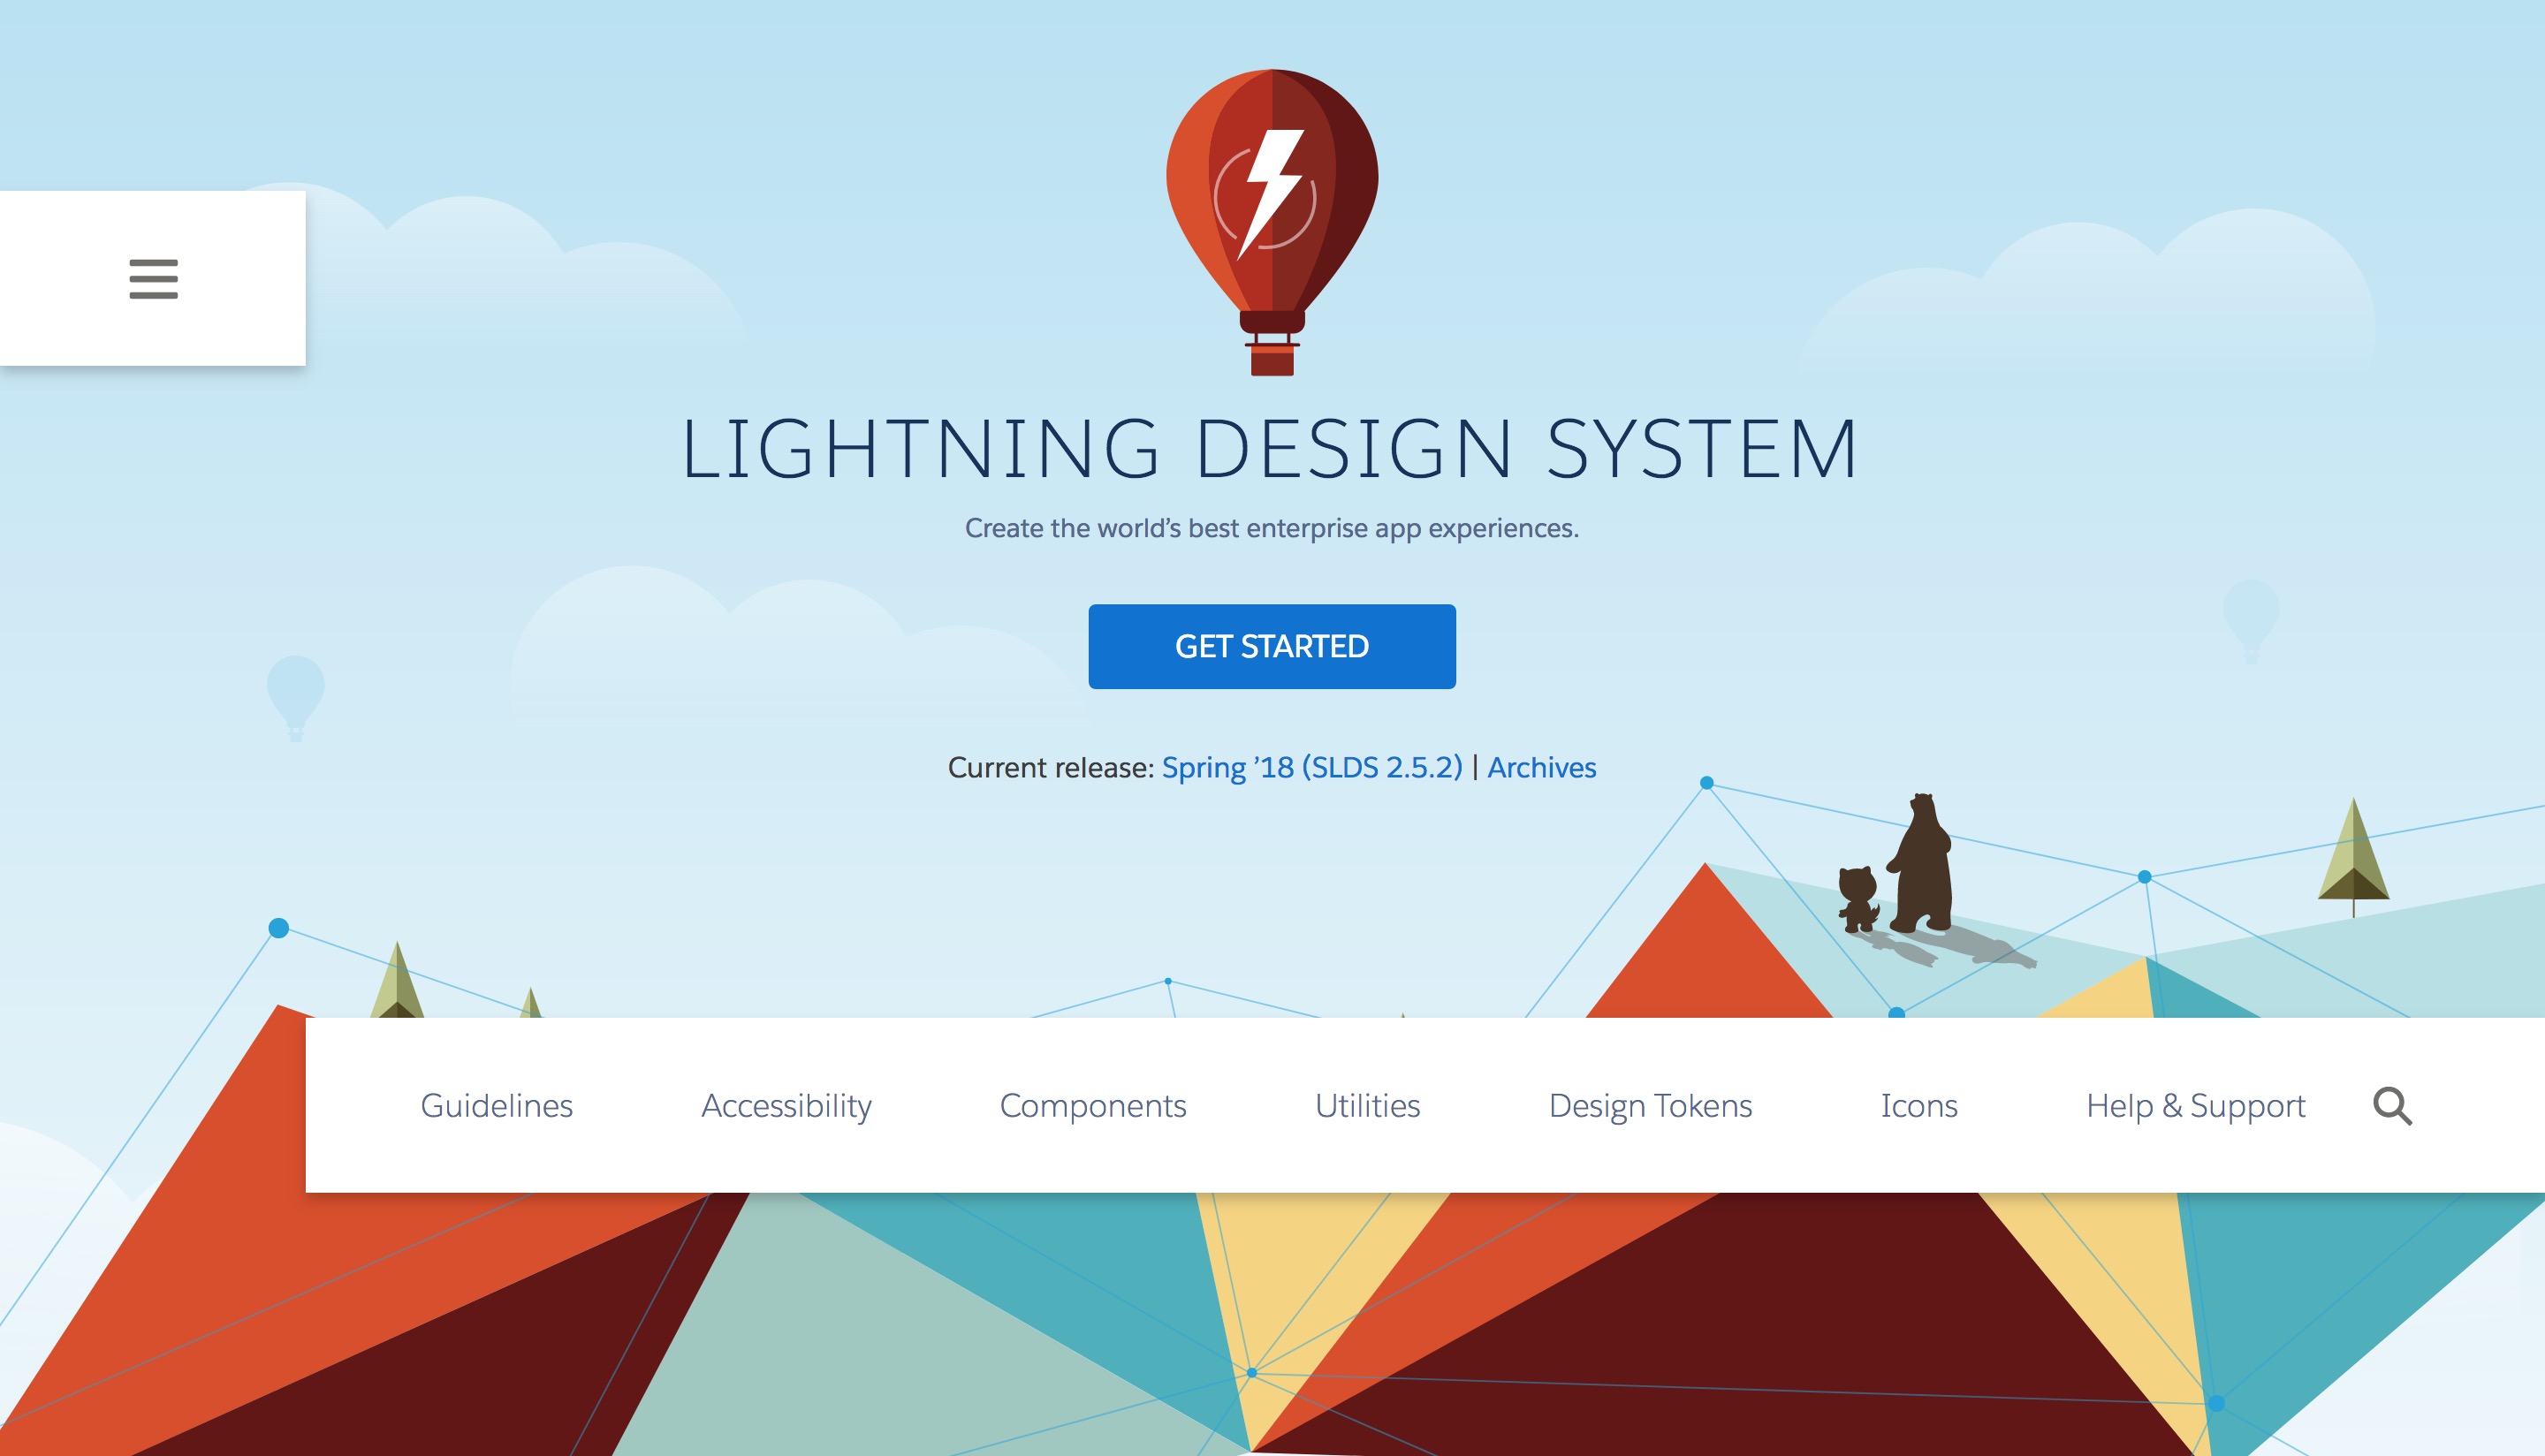 LIGHTNING DESIGN SYSTEM
Create the world’s best enterprise app experiences.
GET STARTED
Current release: Spring ’18 (SLDS 2.5.2) | Archives
Guidelines Accessibility Components Utilities Design Tokens Icons Help & Support